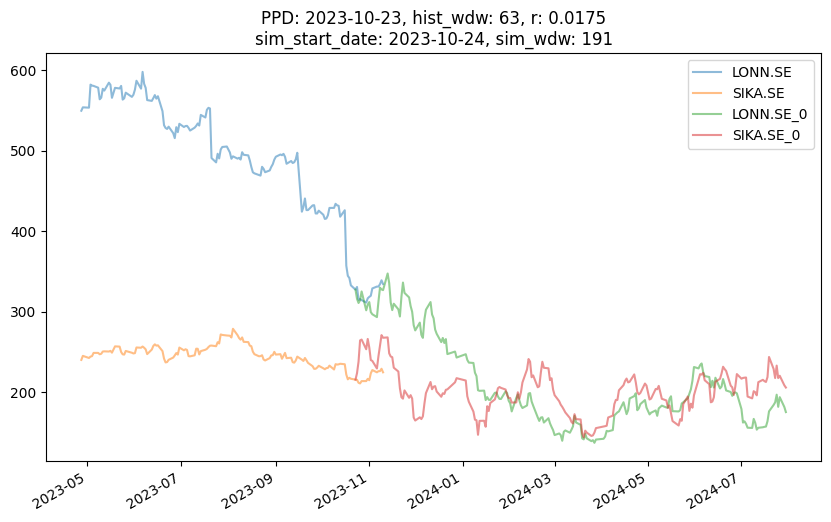 PPD: 2023-10-23, hist_wdw: 63, r: 0.0175
sim_start_date: 2023-10-24, sim_wdw: 191
LONN.SE
SIKA.SE
LONN.SE_0
SIKA.SE_0
600
500
400
300
200
2023-05
2023-07
2023-09
2023-11
2024-01
2024-03
2024-05
2024-07